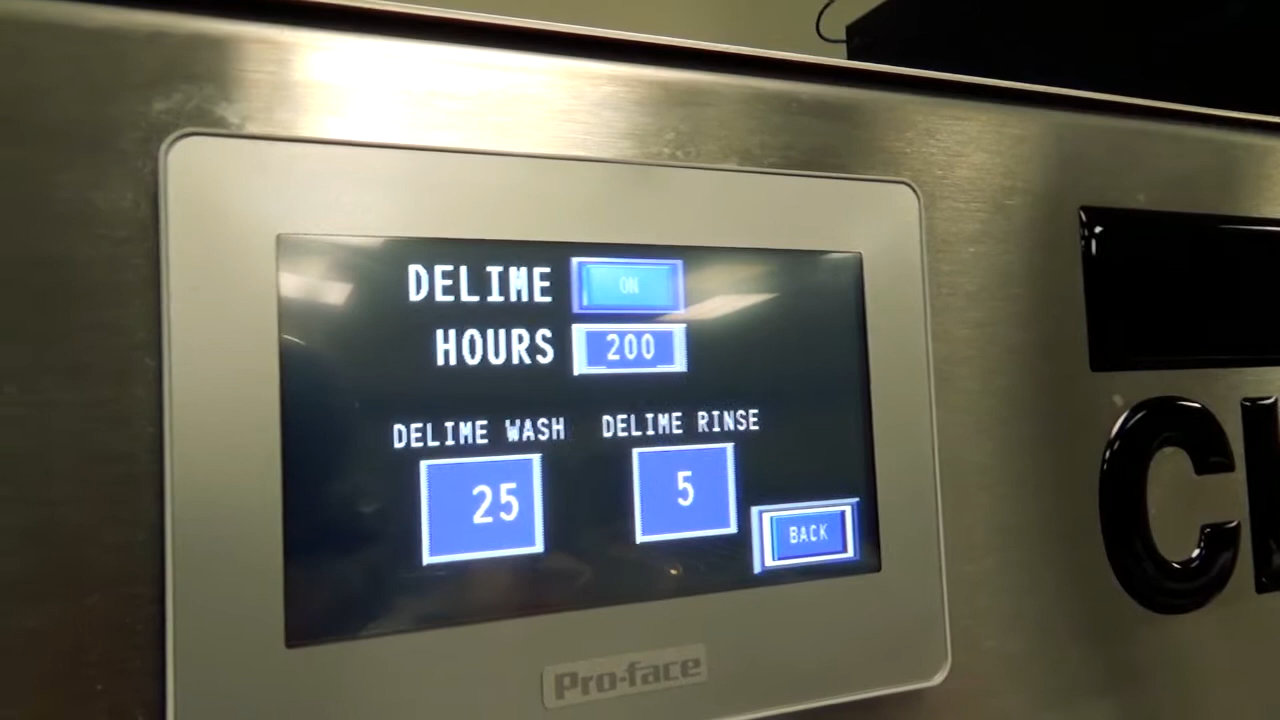 DELIME ON
HOURS 200
DELIME WASH DELIME RINSE
25 5
BACK
Pro-face